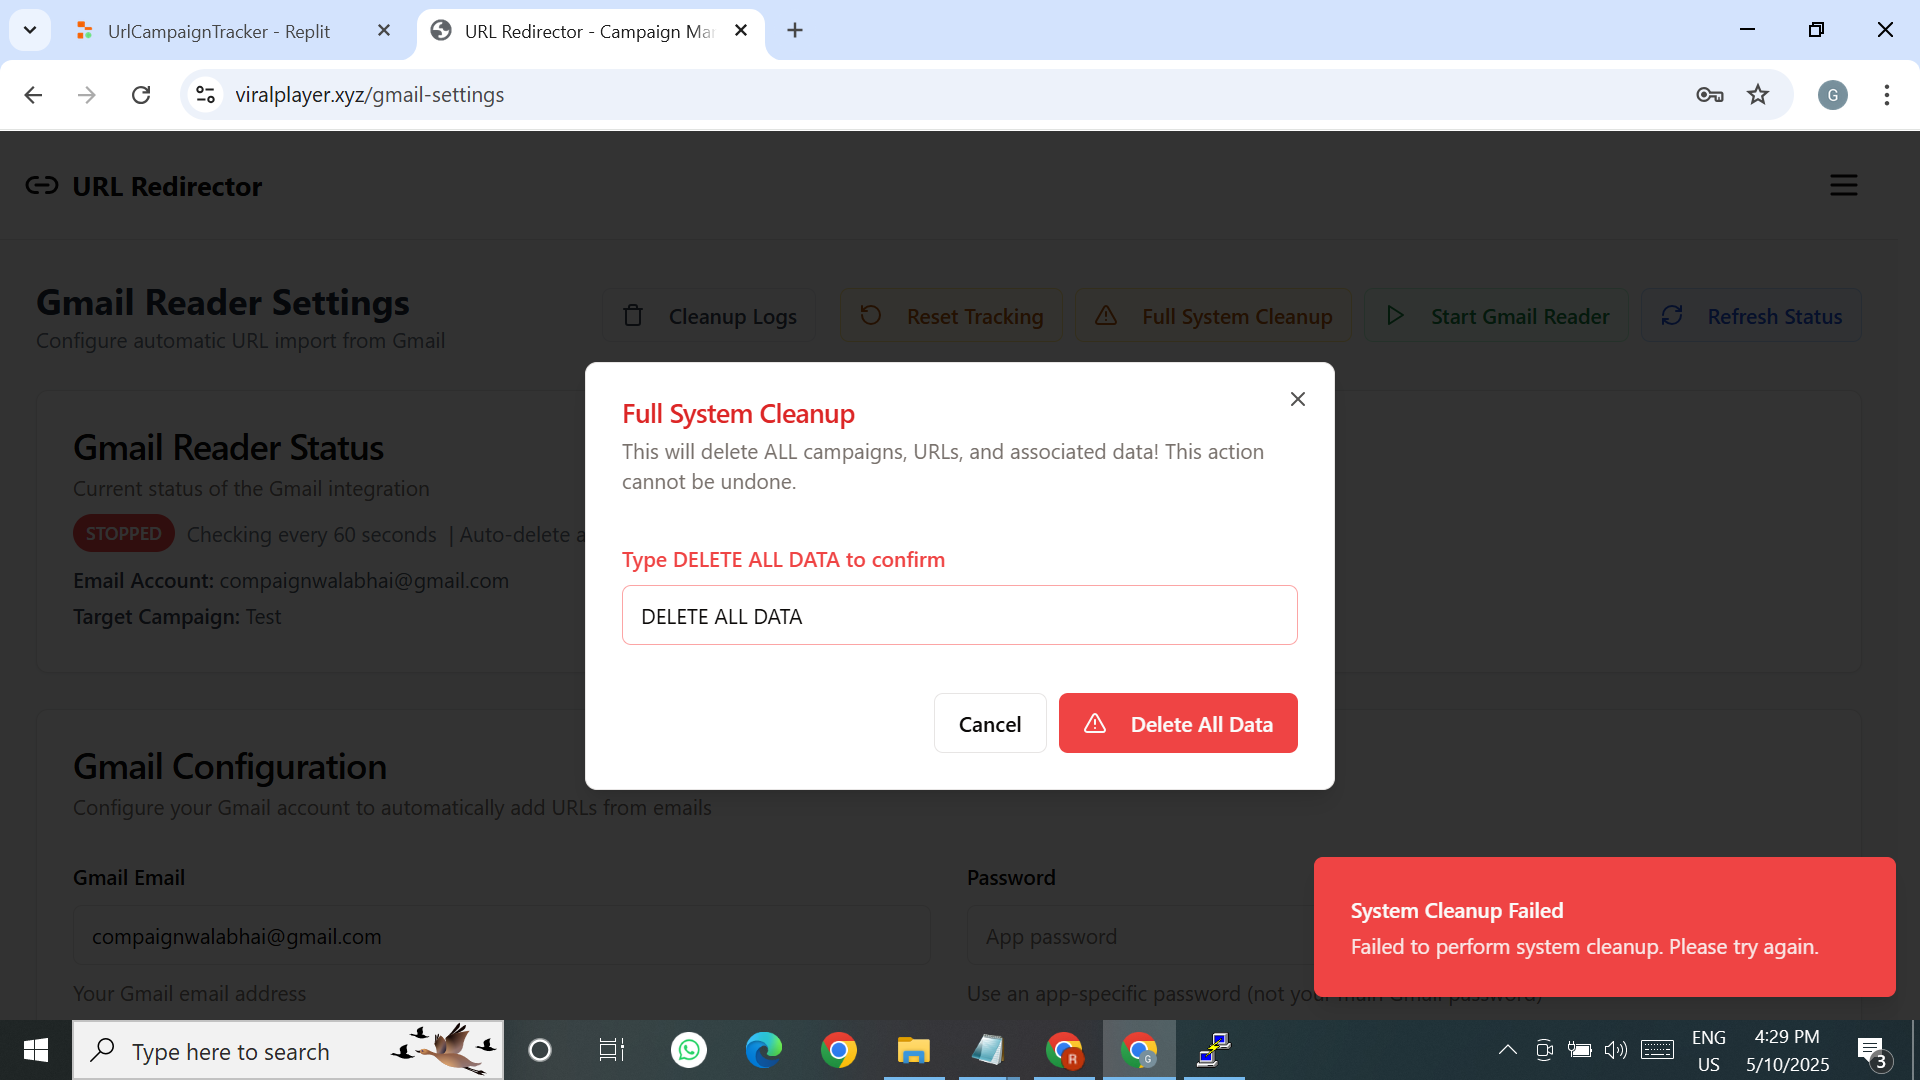 UrlCampaignTracker - Replit
URL Redirector - Campaign Ma
viralplayer.xyz/gmail-settings
G
URL Redirector
Gmail Reader Settings
Configure automatic URL import from Gmail
Cleanup Logs
Reset Tracking
Full System Cleanup
Start Gmail Reader
Refresh Status
Gmail Reader Status
Current status of the Gmail integration
STOPPED
Checking every 60 seconds | Auto-delete a
Email Account: compaignwalabhai@gmail.com
Target Campaign: Test
Full System Cleanup
This will delete ALL campaigns, URLs, and associated data! This action
cannot be undone.
Type DELETE ALL DATA to confirm
DELETE ALL DATA
Cancel
Delete All Data
Gmail Configuration
Configure your Gmail account to automatically add URLs from emails
Gmail Email
compaignwalabhai@gmail.com
Your Gmail email address
Password
App password
Use an app-specific password (not your main Gmail password)
System Cleanup Failed
Failed to perform system cleanup. Please try again.
Type here to search
R
G
ENG
US
4:29 PM
5/10/2025
3